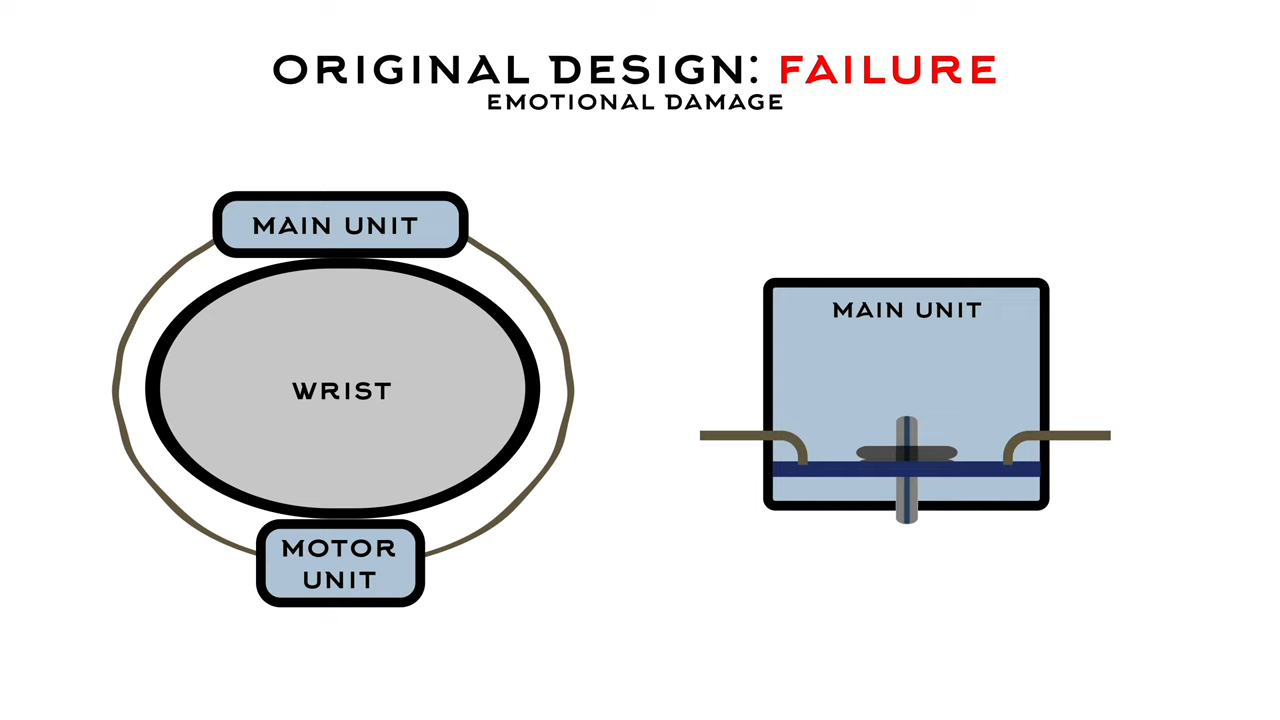 ORIGINAL DESIGN: FAILURE
EMOTIONAL DAMAGE
MAIN UNIT
WRIST
MOTOR
UNIT
MAIN UNIT